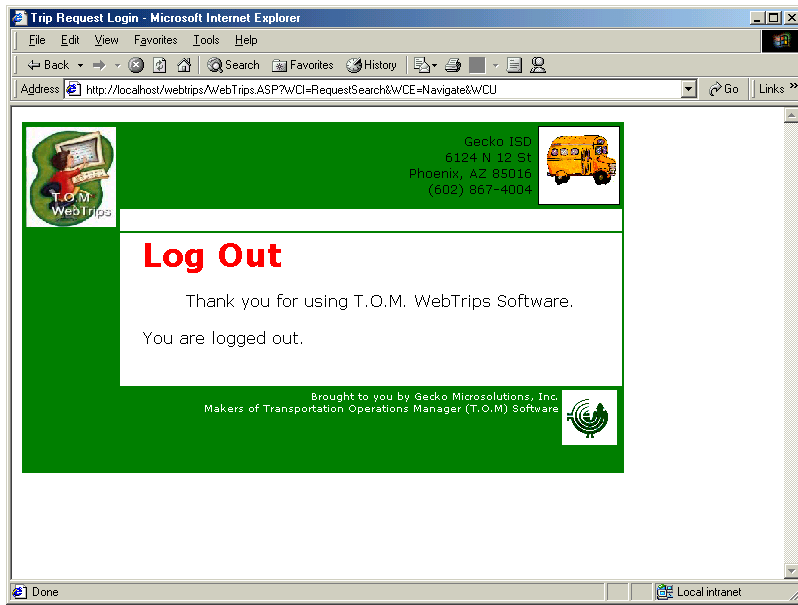 Trip Request Login - Microsoft Internet Explorer
File Edit View Favorites Tools Help
Back Search Favorites History
Address http://localhost/webtrips/WebTrips.ASP?WCI=RequestSearch&WCE=Navigate&WCU Go Links »
T.O.M
WebTrips
Gecko ISD
6124 N 12 St
Phoenix, AZ 85016
(602) 867-4004
Log Out
Thank you for using T.O.M. WebTrips Software.
You are logged out.
Brought to you by Gecko Microsolutions, Inc.
Makers of Transportation Operations Manager (T.O.M) Software
Done Local intranet